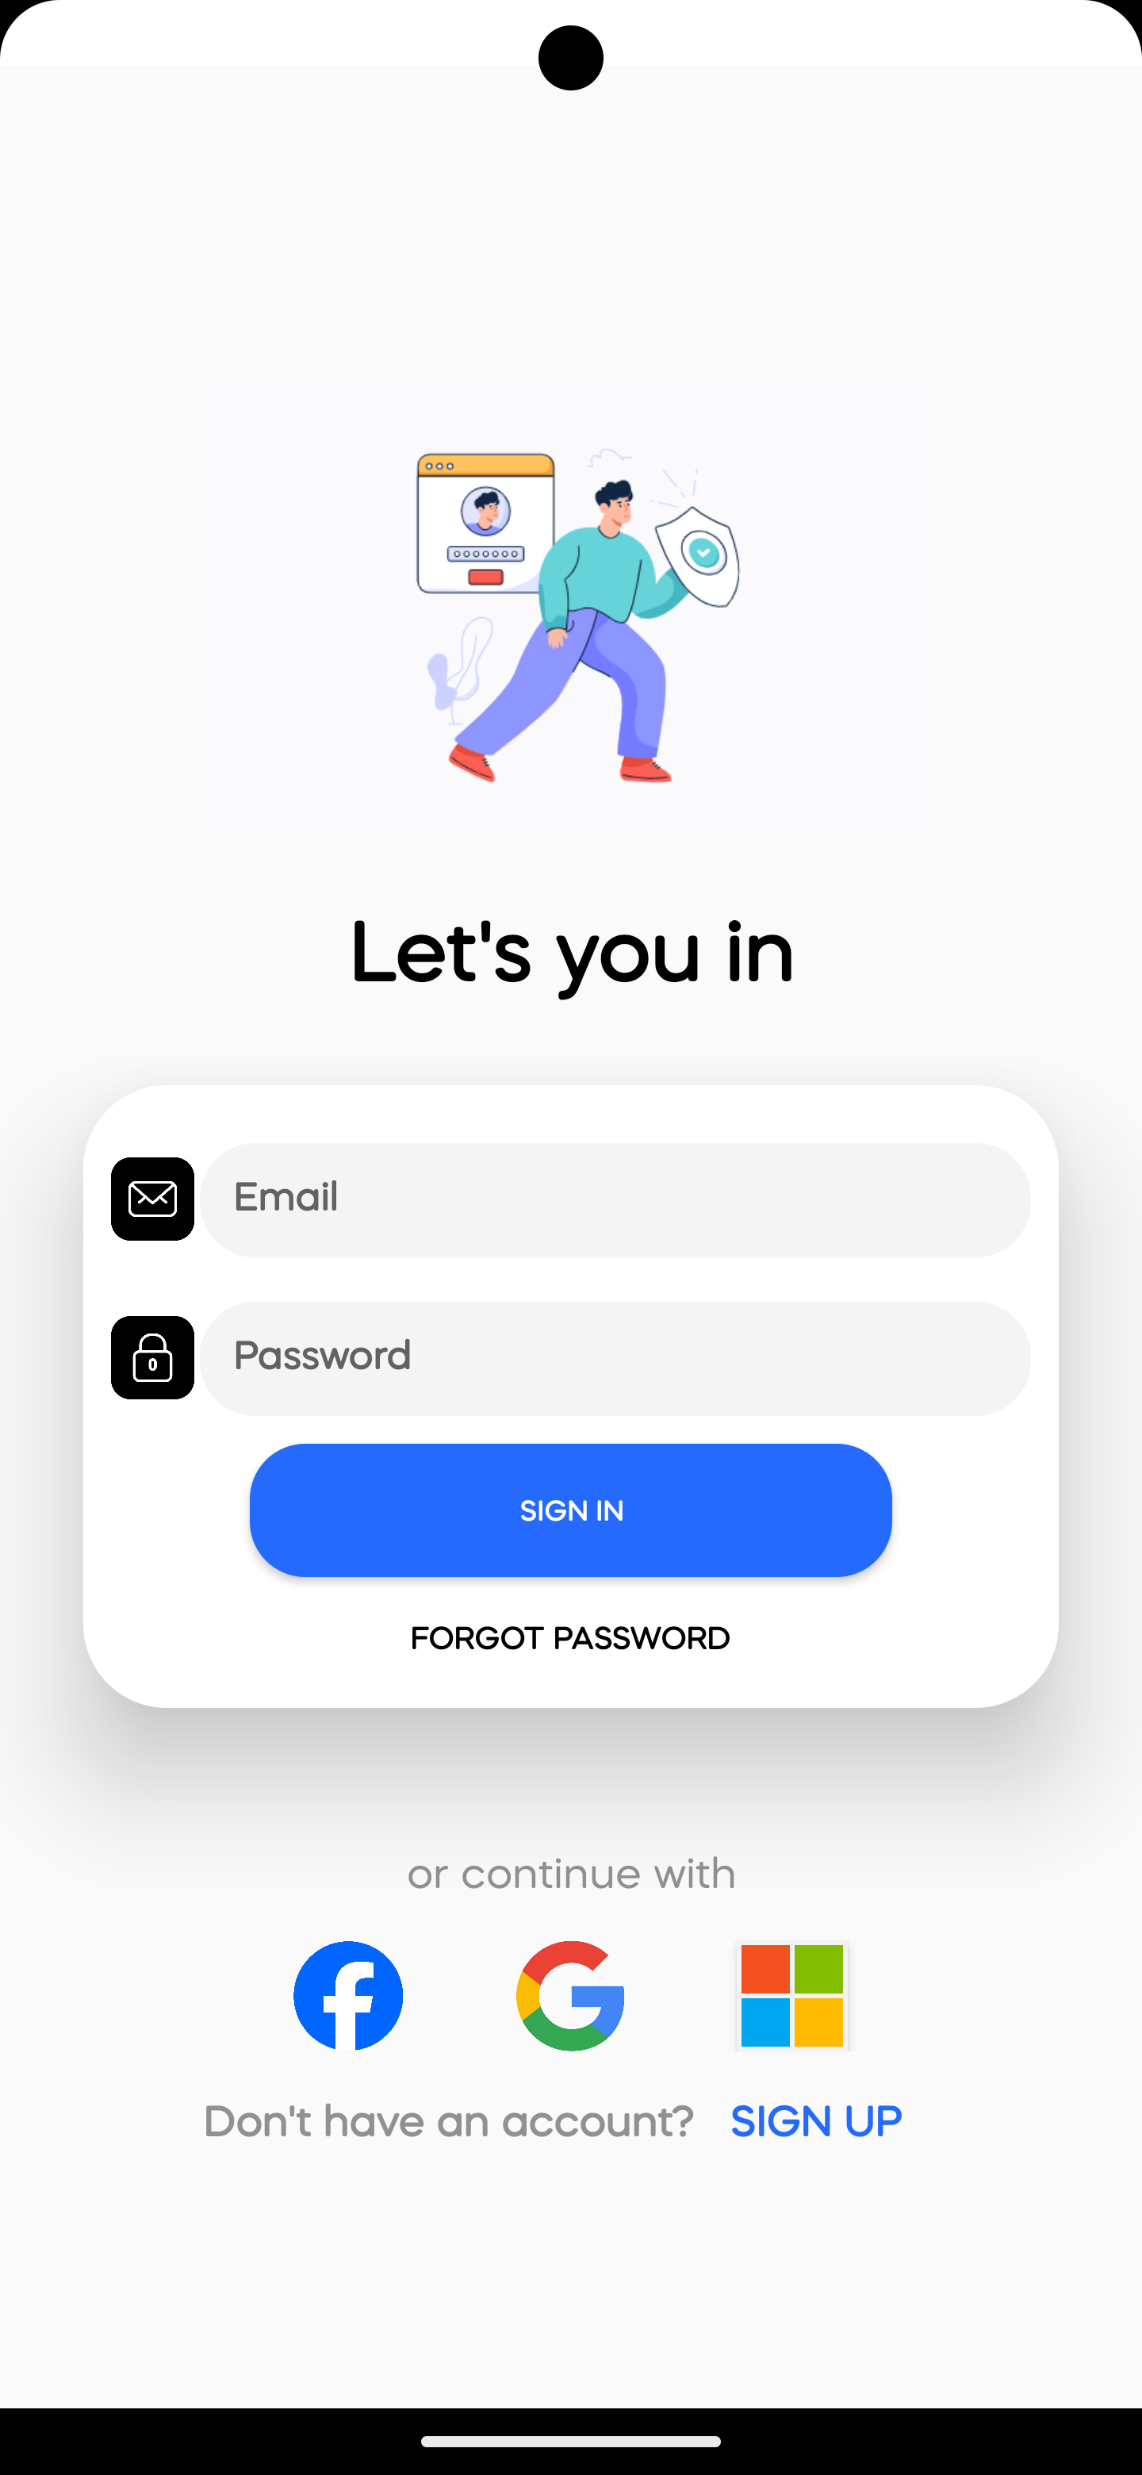 Let's you in
Email
Password
SIGN IN
FORGOT PASSWORD
or continue with
Don't have an account? SIGN UP